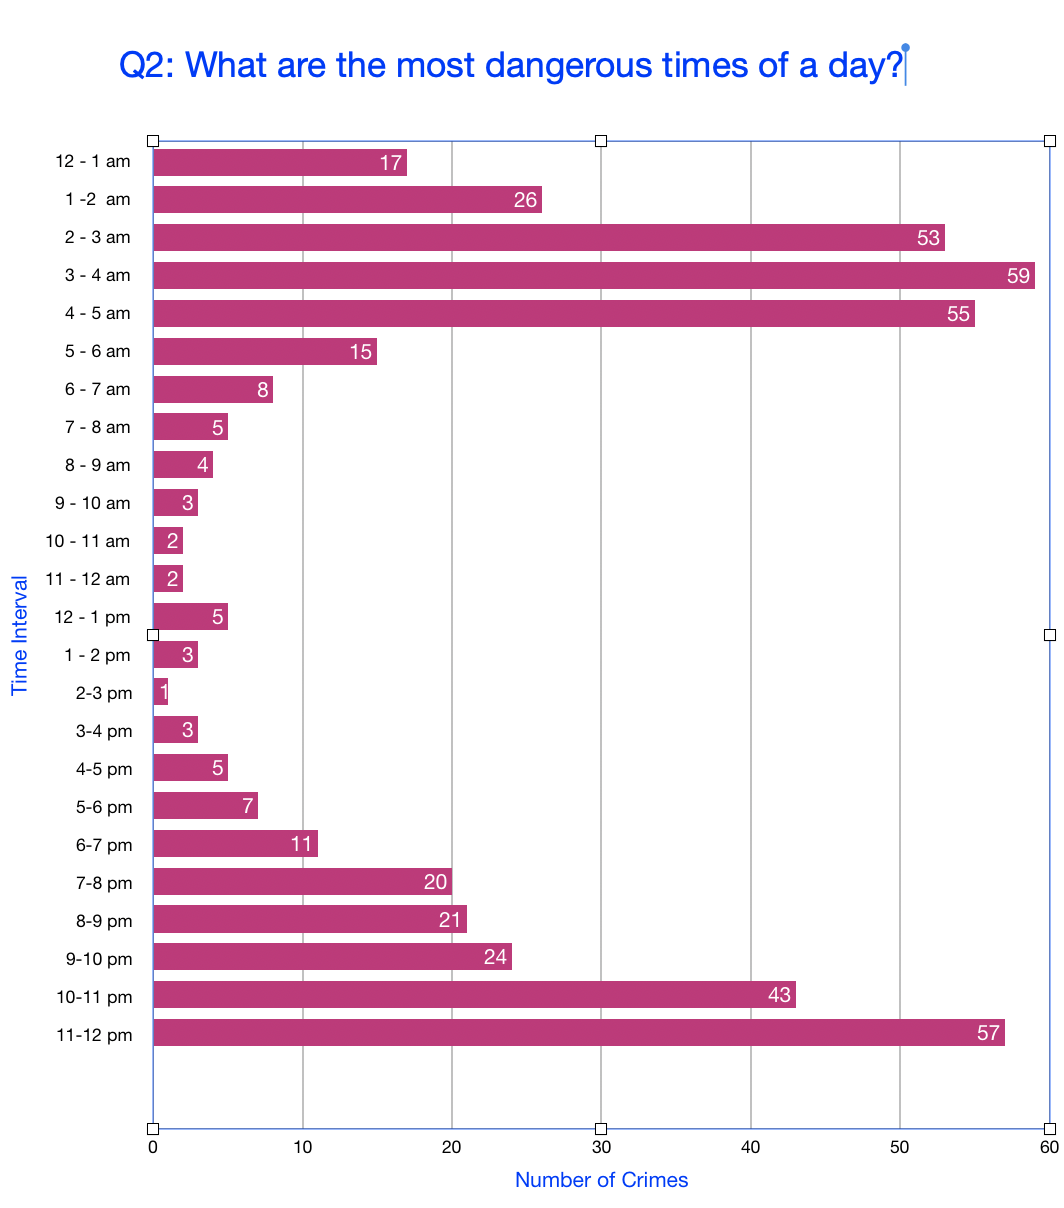 Q2: What are the most dangerous times of a day?
12 - 1 am 17
1 -2  am 26
2 - 3 am 53
3 - 4 am 59
4 - 5 am 55
5 - 6 am 15
6 - 7 am 8
7 - 8 am 5
8 - 9 am 4
9 - 10 am 3
10 - 11 am 2
11 - 12 am 2
12 - 1 pm 5
1 - 2 pm 3
2-3 pm 1
3-4 pm 3
4-5 pm 5
5-6 pm 7
6-7 pm 11
7-8 pm 20
8-9 pm 21
9-10 pm 24
10-11 pm 43
11-12 pm 57
Time Interval
0 10 20 30 40 50 60
Number of Crimes